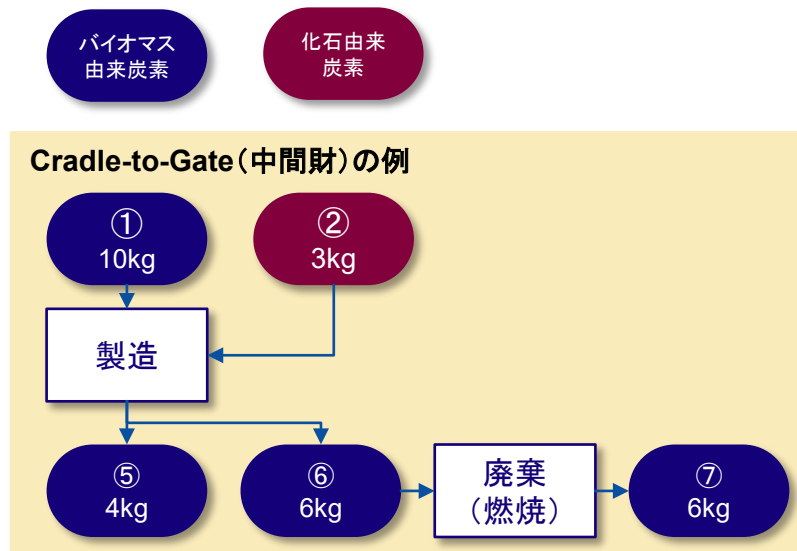 バイオマス
由来炭素
化石由来
炭素
Cradle-to-Gate（中間財）の例
①
10kg
②
3kg
製造
⑤
4kg
⑥
6kg
廃棄
（燃焼）
⑦
6kg